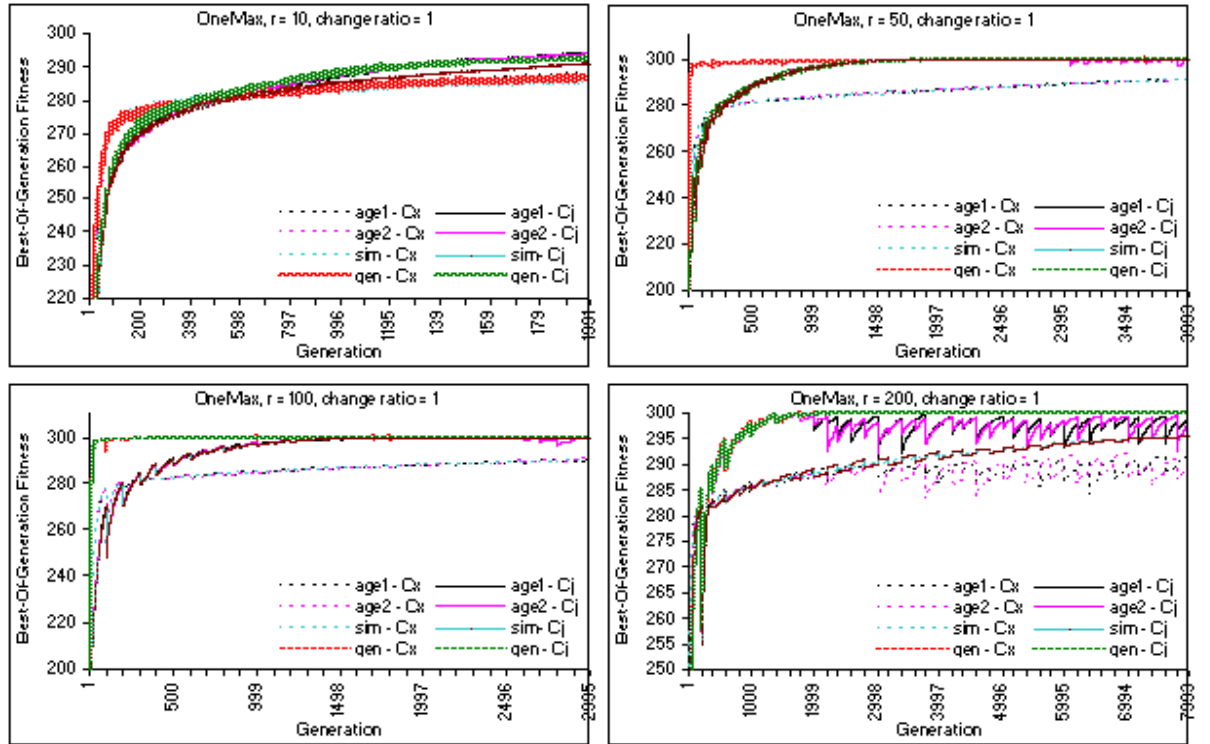 OneMax, r = 10, change ratio = 1
Best-Of-Generation Fitness
300
290
280
270
260
250
240
230
220
age1 - Cx
age1 - Cj
age2 - Cx
age2 - Cj
sim - Cx
sim- Cj
gen - Cx
gen - Cj
1
200
399
598
797
996
1195
139
159
179
1991
Generation
OneMax, r = 50, change ratio = 1
Best-Of-Generation Fitness
300
280
260
240
220
200
age1 - Cx
age1 - Cj
age2 - Cx
age2 - Cj
sim - Cx
sim- Cj
gen - Cx
gen - Cj
1
500
999
1498
1997
2496
2995
3494
3993
Generation
OneMax, r = 100, change ratio = 1
Best-Of-Generation Fitness
300
280
260
240
220
200
age1 - Cx
age1 - Cj
age2 - Cx
age2 - Cj
sim - Cx
sim- Cj
gen - Cx
gen - Cj
1
500
999
1498
1997
2496
2995
Generation
OneMax, r = 200, change ratio = 1
Best-Of-Generation Fitness
300
295
290
285
280
275
270
265
260
255
250
age1 - Cx
age1 - Cj
age2 - Cx
age2 - Cj
sim - Cx
sim- Cj
gen - Cx
gen - Cj
1
1000
1999
2998
3997
4996
5995
6994
7993
Generation